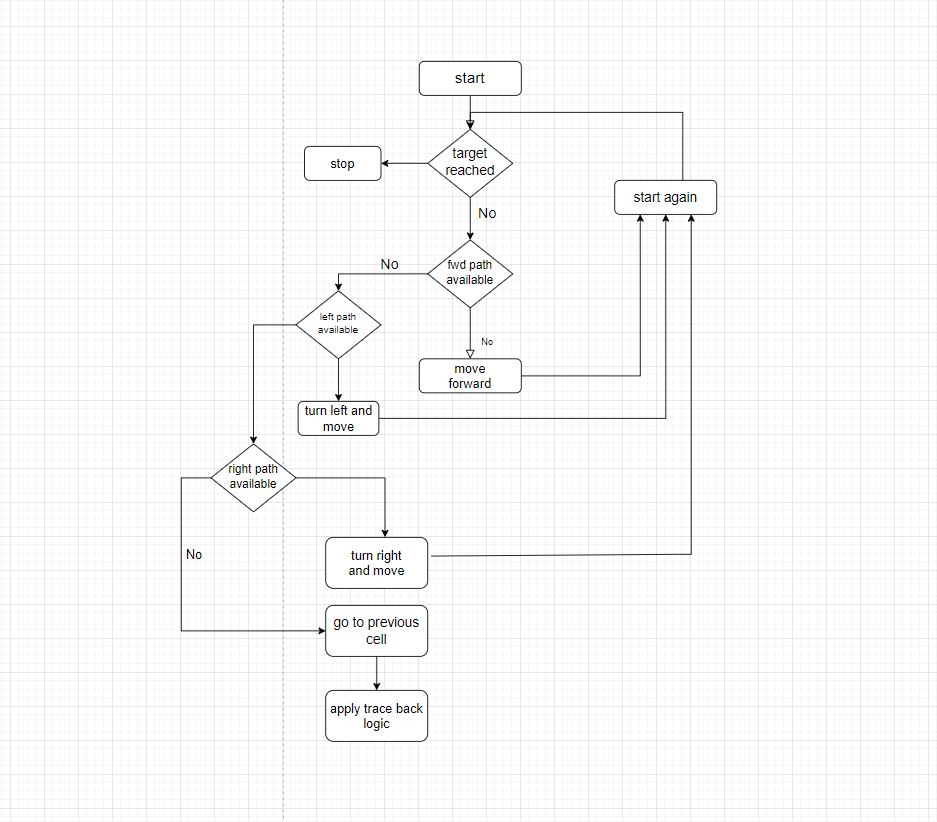 start
target
reached
stop
start again
No
fwd path
available
No
left path
available
No
move
forward
turn left and
move
right path
available
No
turn right
and move
go to previous
cell
apply trace back
logic